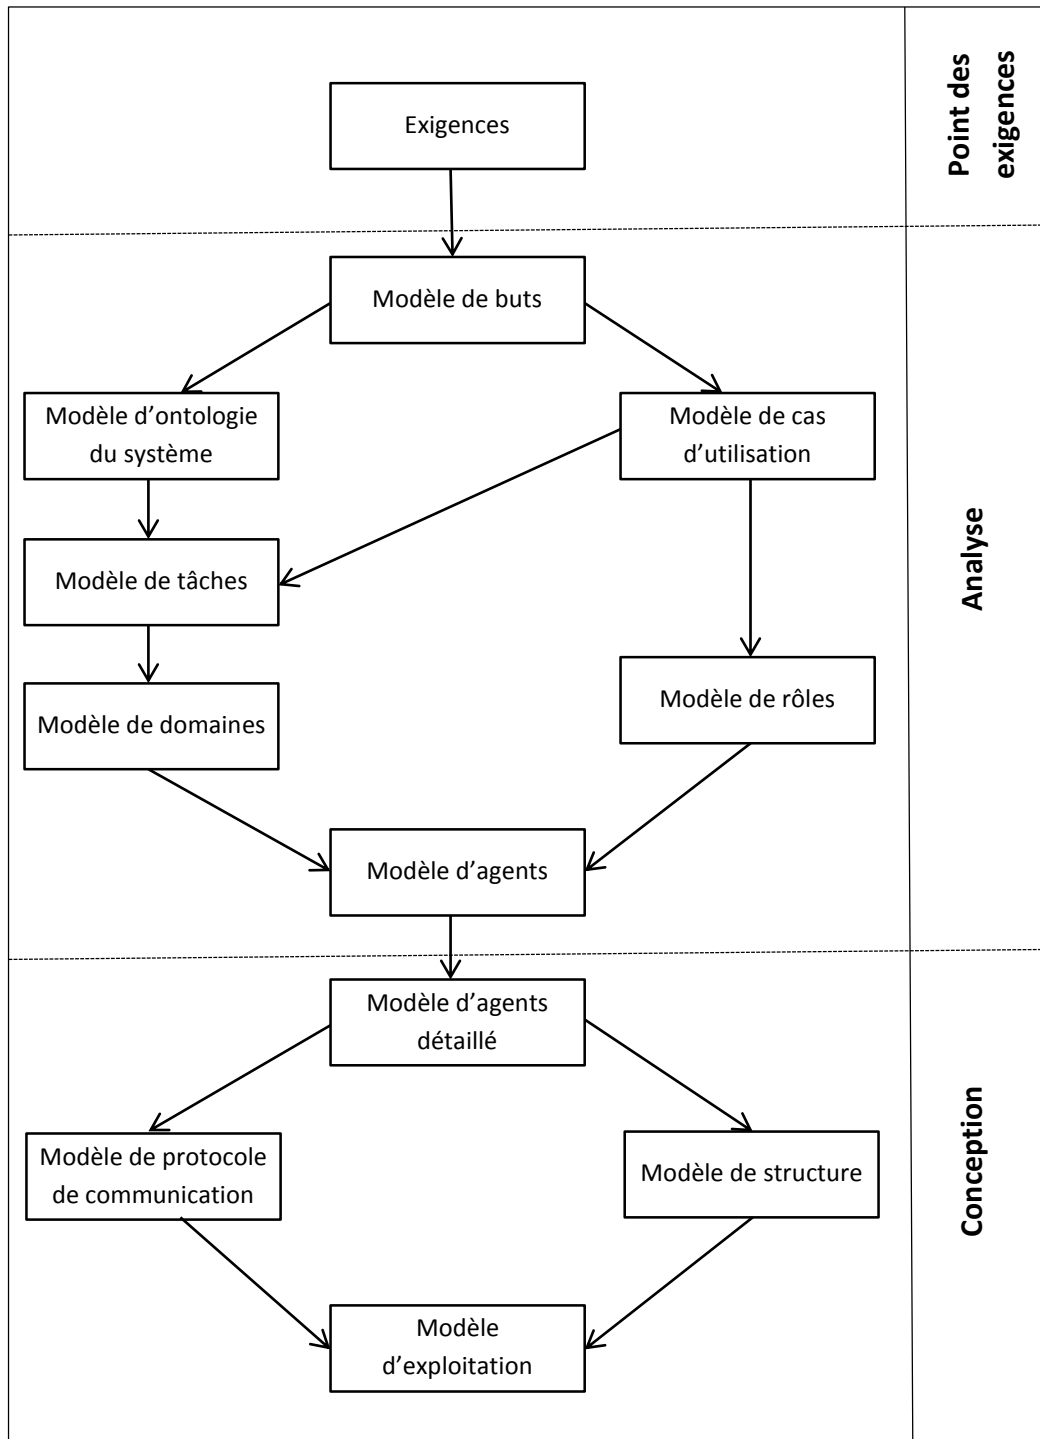 Exigences
Point des
exigences
Modèle de buts
Modèle d’ontologie
du système
Modèle de cas
d’utilisation
Modèle de tâches
Analyse
Modèle de domaines
Modèle de rôles
Modèle d’agents
Modèle d’agents
détaillé
Modèle de protocole
de communication
Modèle de structure
Conception
Modèle
d’exploitation